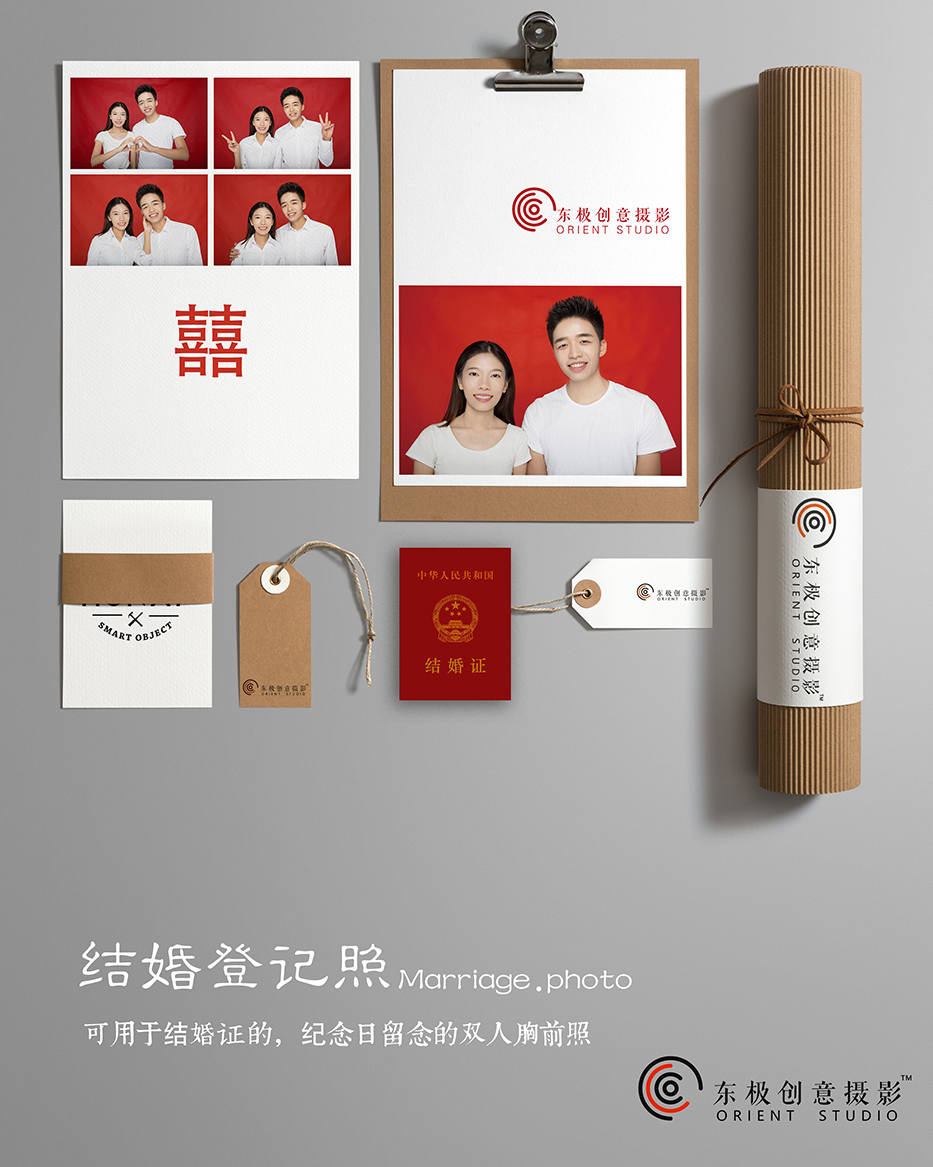 东极创意摄影
ORIENT STUDIO
囍
SMART OBJECT
东极创意摄影
ORIENT STUDIO
中华人民共和国
结婚证
东极创意摄影
ORIENT STUDIO
东极创意摄影™
ORIENT STUDIO
结婚登记照 Marriage.photo
可用于结婚证的，纪念日留念的双人胸前照
东极创意摄影™
ORIENT STUDIO